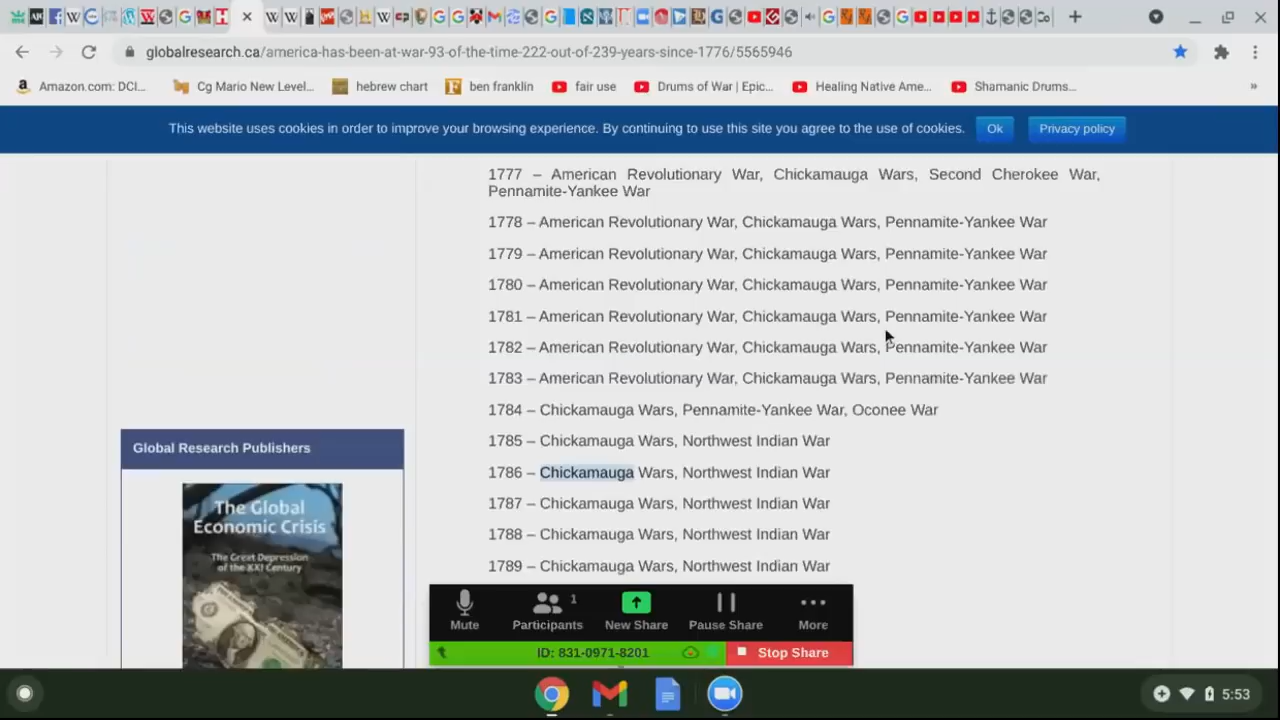 globalresearch.ca/america-has-been-at-war-93-of-the-time-222-out-of-239-years-since-1776/5565946
Amazon.com: DCI...
Cg Mario New Level...
hebrew chart
ben franklin
fair use
Drums of War | Epic...
Healing Native Ame...
Shamanic Drums...
»
This website uses cookies in order to improve your browsing experience. By continuing to use this site you agree to the use of cookies.
Ok
Privacy policy
1777 – American Revolutionary War, Chickamauga Wars, Second Cherokee War,
Pennamite-Yankee War
1778 – American Revolutionary War, Chickamauga Wars, Pennamite-Yankee War
1779 – American Revolutionary War, Chickamauga Wars, Pennamite-Yankee War
1780 – American Revolutionary War, Chickamauga Wars, Pennamite-Yankee War
1781 – American Revolutionary War, Chickamauga Wars, Pennamite-Yankee War
1782 – American Revolutionary War, Chickamauga Wars, Pennamite-Yankee War
1783 – American Revolutionary War, Chickamauga Wars, Pennamite-Yankee War
1784 – Chickamauga Wars, Pennamite-Yankee War, Oconee War
1785 – Chickamauga Wars, Northwest Indian War
1786 – Chickamauga Wars, Northwest Indian War
1787 – Chickamauga Wars, Northwest Indian War
1788 – Chickamauga Wars, Northwest Indian War
1789 – Chickamauga Wars, Northwest Indian War
Global Research Publishers
The Global
Economic Crisis
The Great Depression
of the XXI Century
Mute
Participants
1
New Share
Pause Share
More
ID: 831-0971-8201
Stop Share
5:53